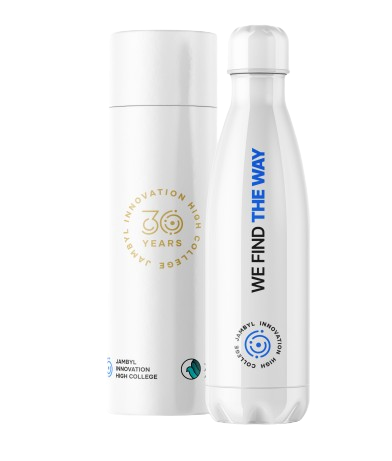 JAMBYL INNOVATION HIGH COLLEGE
30
YEARS
JAMBYL
INNOVATION
HIGH COLLEGE
WE FIND THE WAY
JAMBYL INNOVATION HIGH COLLEGE